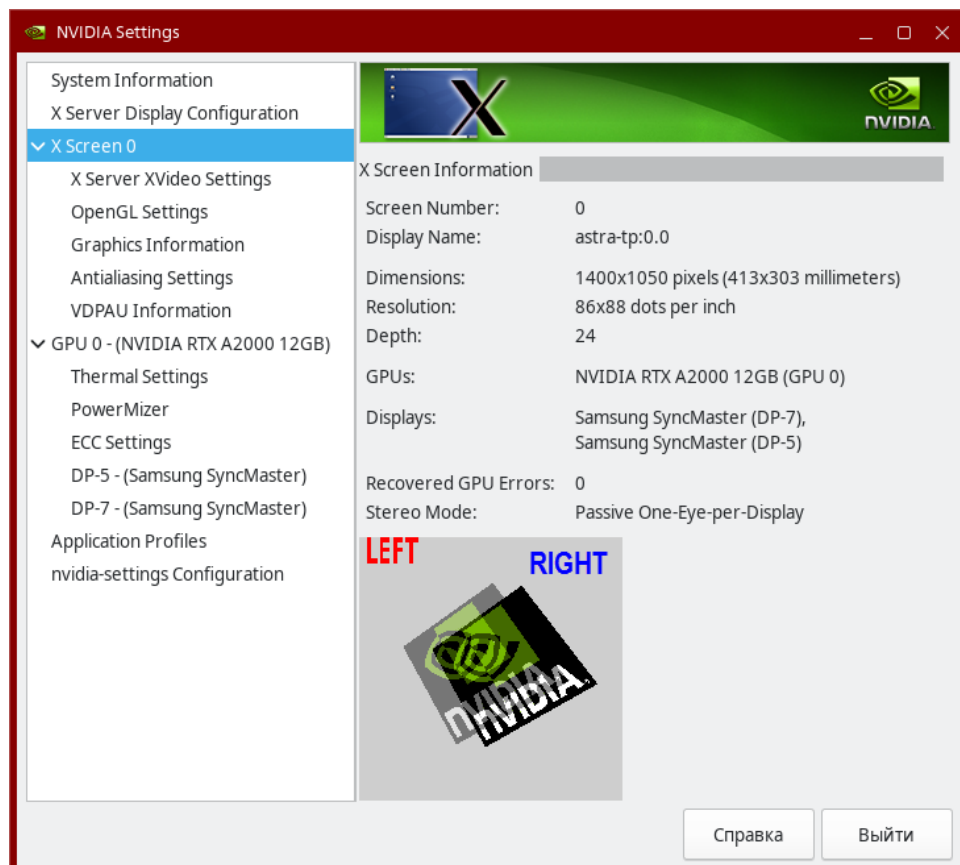 NVIDIA Settings
System Information
X Server Display Configuration
X Screen 0
X Server XVideo Settings
OpenGL Settings
Graphics Information
Antialiasing Settings
VDPAU Information
GPU 0 - (NVIDIA RTX A2000 12GB)
Thermal Settings
PowerMizer
ECC Settings
DP-5 - (Samsung SyncMaster)
DP-7 - (Samsung SyncMaster)
Application Profiles
nvidia-settings Configuration
X
NVIDIA
X Screen Information
Screen Number: 0
Display Name: astra-tp:0.0
Dimensions: 1400x1050 pixels (413x303 millimeters)
Resolution: 86x88 dots per inch
Depth: 24
GPUs: NVIDIA RTX A2000 12GB (GPU 0)
Displays: Samsung SyncMaster (DP-7),
Samsung SyncMaster (DP-5)
Recovered GPU Errors: 0
Stereo Mode: Passive One-Eye-per-Display
LEFT
RIGHT
nVIDIA
nVIDIA
Справка
Выйти